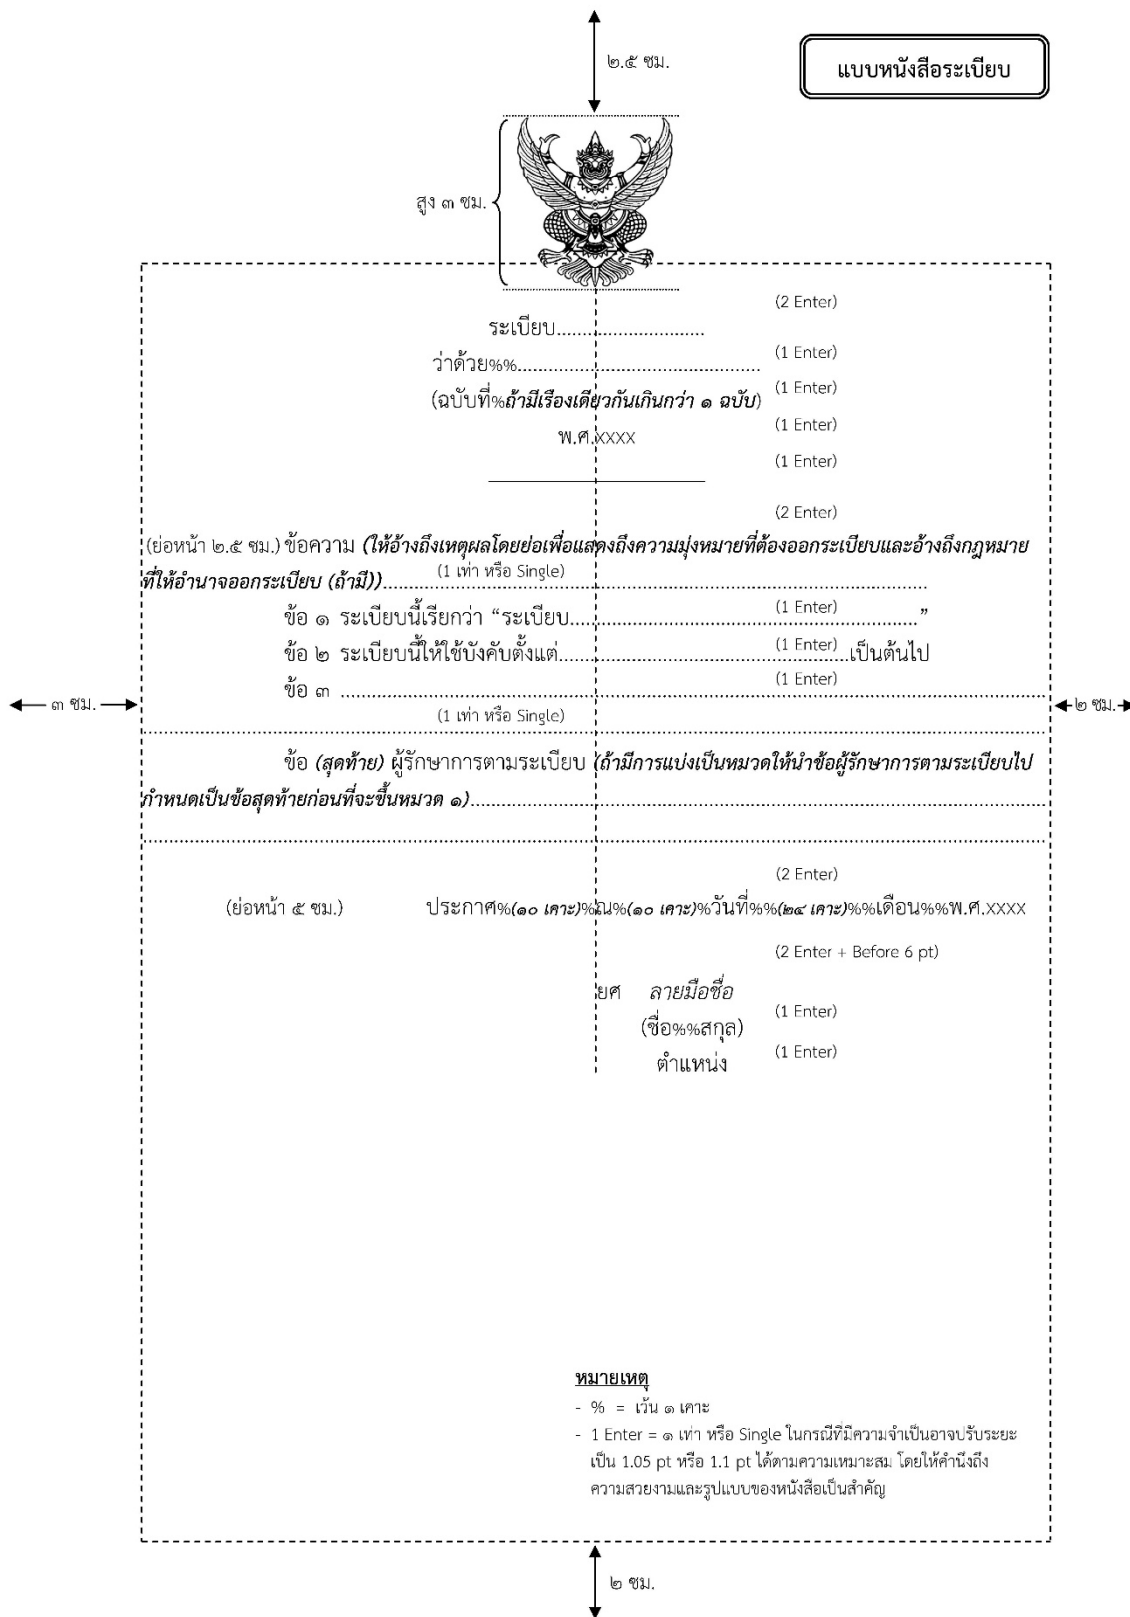 ๒.๕ ซม.
แบบหนังสือระเบียบ
สูง ๓ ซม.
(2 Enter)
ระเบียบ............................
(1 Enter)
ว่าด้วย%%..............................................
(1 Enter)
(ฉบับที่%ถ้ามีเรื่องเดียวกันเกินกว่า ๑ ฉบับ)
(1 Enter)
พ.ศ.XXXX
(1 Enter)
(2 Enter)
(ย่อหน้า ๒.๕ ซม.) ข้อความ (ให้อ้างถึงเหตุผลโดยย่อเพื่อแสดงถึงความมุ่งหมายที่ต้องออกระเบียบและอ้างถึงกฎหมาย
(1 เท่า หรือ Single)
ที่ให้อำนาจออกระเบียบ (ถ้ามี))........................................................................................................
ข้อ ๑ ระเบียบนี้เรียกว่า “ระเบียบ..................................................................”
(1 Enter)
ข้อ ๒ ระเบียบนี้ให้ใช้บังคับตั้งแต่.......................................................เป็นต้นไป
(1 Enter)
ข้อ ๓ ......................................................................................................................................
(1 Enter)
๓ ซม.
๒ ซม.
(1 เท่า หรือ Single)
..............................................................................................................................................................................
ข้อ (สุดท้าย) ผู้รักษาการตามระเบียบ (ถ้ามีการแบ่งเป็นหมวดให้นำข้อผู้รักษาการตามระเบียบไป
กำหนดเป็นข้อสุดท้ายก่อนที่จะขึ้นหมวด ๑)..............................................................................................................
..............................................................................................................................................................................
(2 Enter)
(ย่อหน้า ๕ ซม.) ประกาศ%(๑๐ เคาะ)%ณ%(๑๐ เคาะ)%วันที่%%(๒๔ เคาะ)%%เดือน%%พ.ศ.XXXX
(2 Enter + Before 6 pt)
ยศ ลายมือชื่อ
(1 Enter)
(ชื่อ%%สกุล)
(1 Enter)
ตำแหน่ง
หมายเหตุ
- % = เว้น ๑ เคาะ
- 1 Enter = ๑ เท่า หรือ Single ในกรณีที่มีความจำเป็นอาจปรับระยะ
เป็น 1.05 pt หรือ 1.1 pt ได้ตามความเหมาะสม โดยให้คำนึงถึง
ความสวยงามและรูปแบบของหนังสือเป็นสำคัญ
๒ ซม.